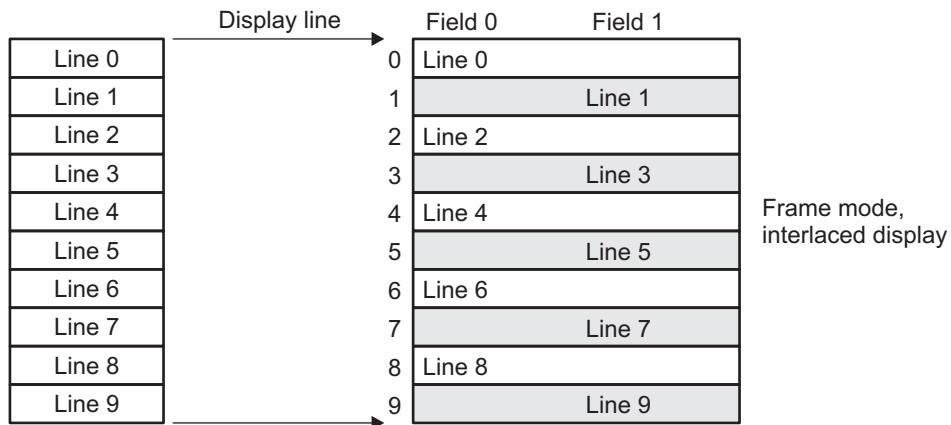 Display line
Field 0 Field 1
Line 0 0 Line 0
Line 1 1 Line 1
Line 2 2 Line 2
Line 3 3 Line 3
Line 4 4 Line 4
Line 5 5 Line 5
Line 6 6 Line 6
Line 7 7 Line 7
Line 8 8 Line 8
Line 9 9 Line 9
Frame mode,
interlaced display